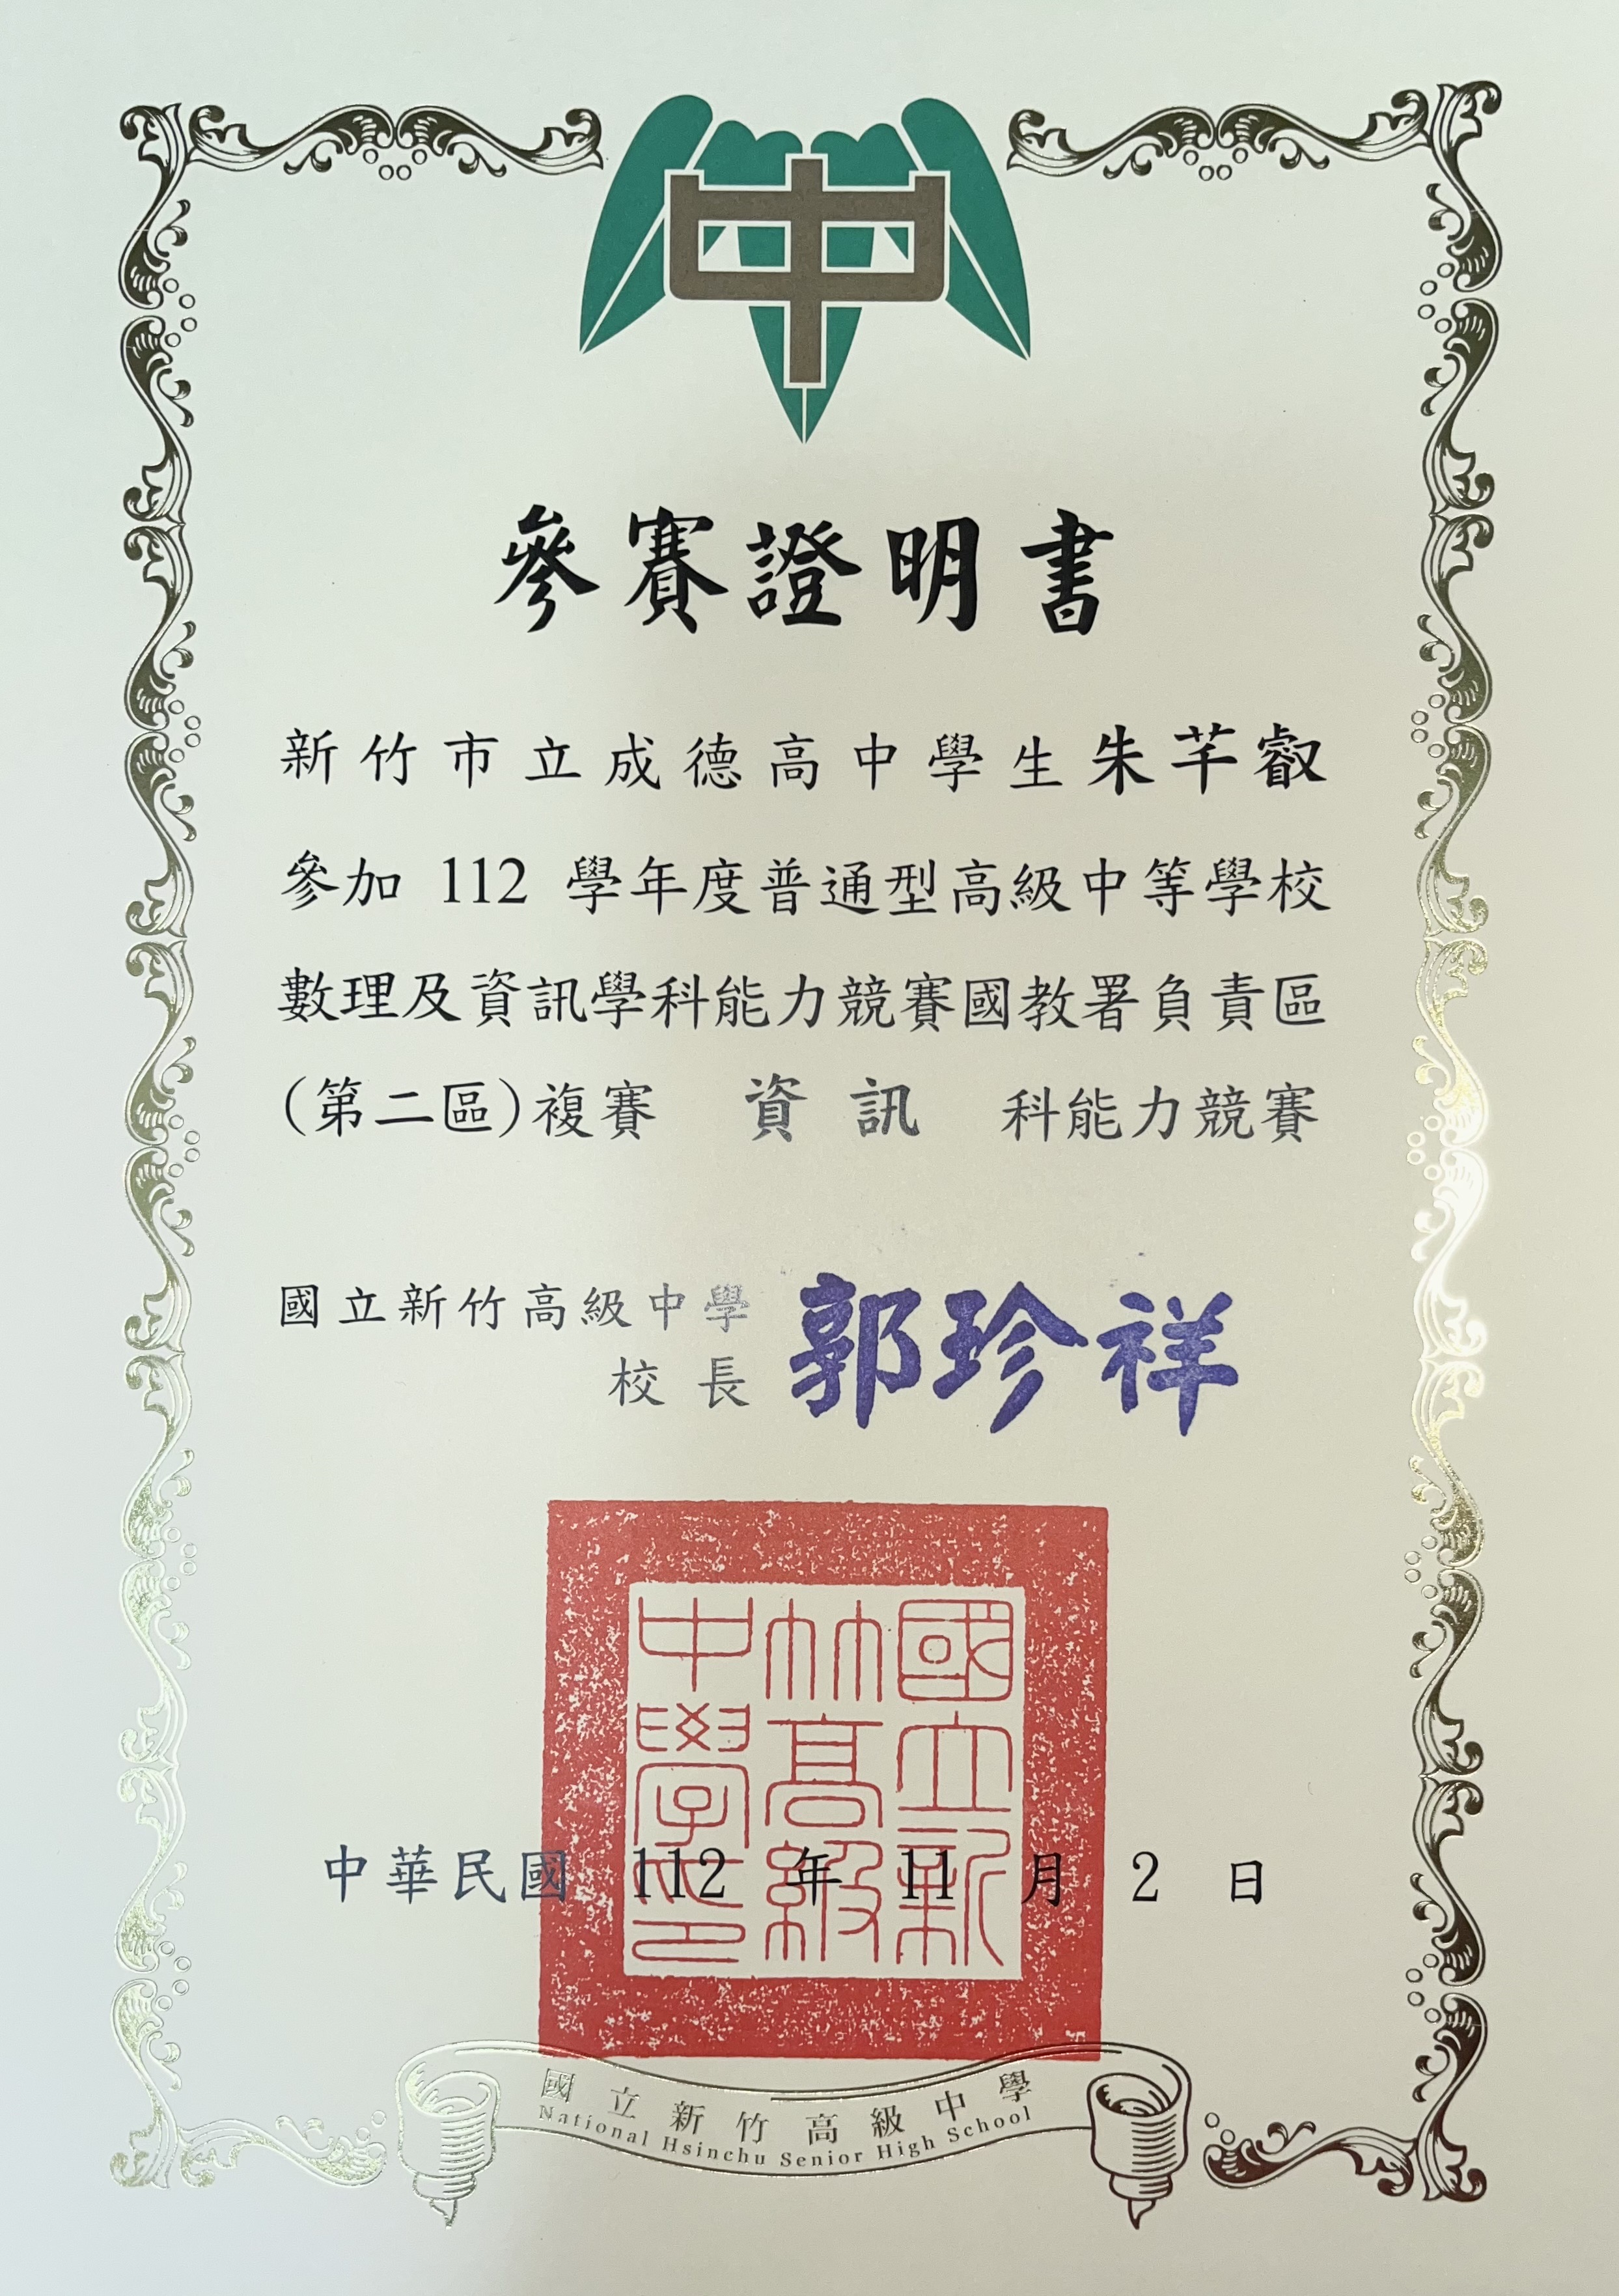 中
參賽證明書
新竹市立成德高中學生朱芊叡
參加 112 學年度普通型高級中等學校
數理及資訊學科能力競賽國教署負責區
(第二區)複賽 資訊 科能力競賽
國立新竹高級中學
校長 郭珍祥
國立新竹高級中學印
中華民國 112 年 11 月 2 日
國立新竹高級中學
National Hsinchu Senior High School